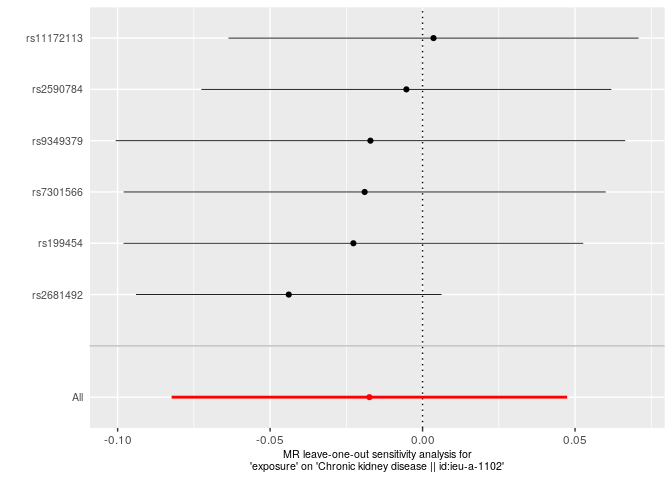 rs11172113
rs2590784
rs9349379
rs7301566
rs199454
rs2681492
All
-0.10 -0.05 0.00 0.05
MR leave-one-out sensitivity analysis for
'exposure' on 'Chronic kidney disease || id:ieu-a-1102'